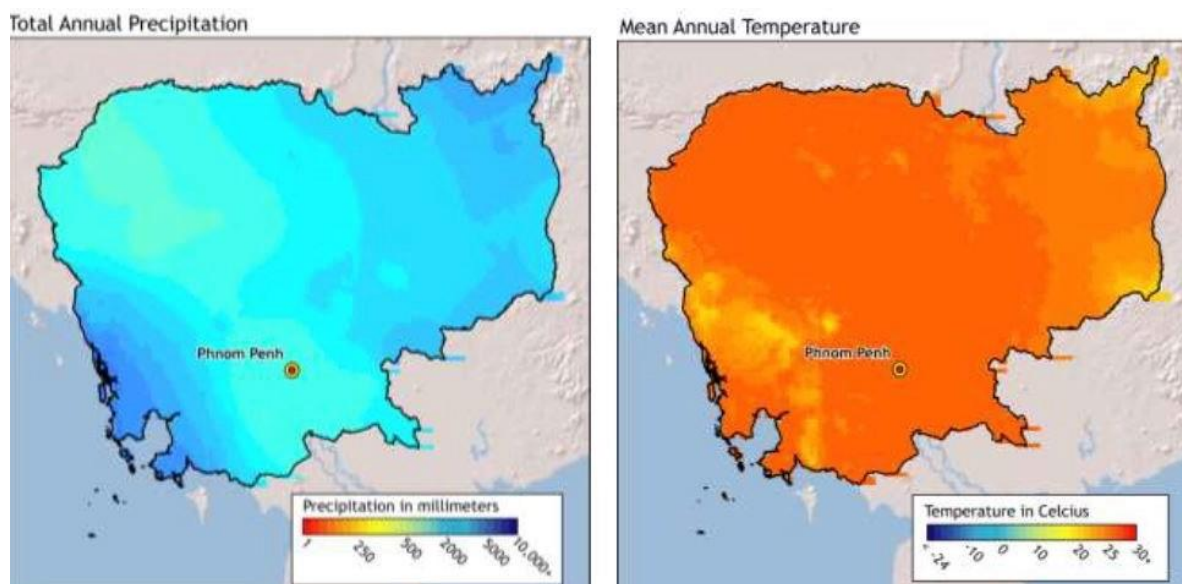 Total Annual Precipitation
Phnom Penh
Precipitation in millimeters
1 250 500 2000 5000 10,000+
Mean Annual Temperature
Phnom Penh
Temperature in Celcius
< -24 -10 0 10 20 25 30+